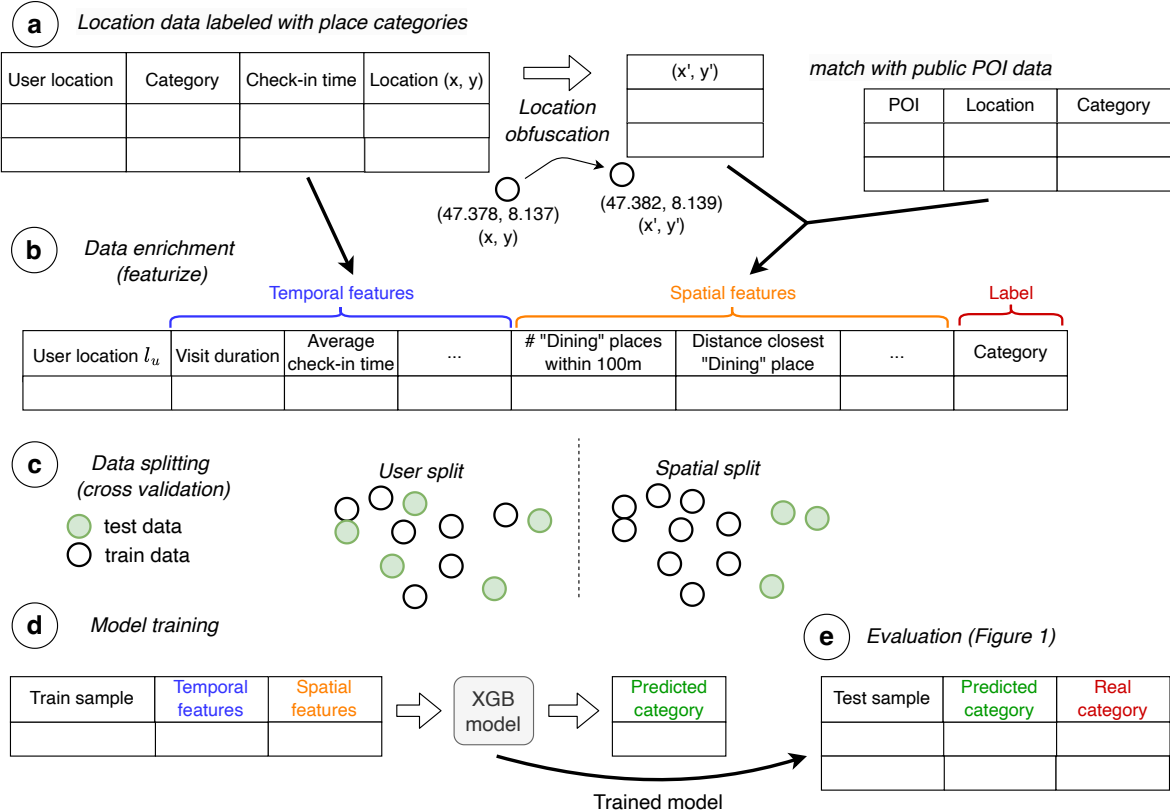 a
Location data labeled with place categories
User location
Category
Check-in time
Location (x, y)
Location
obfuscation
(x', y')
match with public POI data
POI
Location
Category
(47.378, 8.137)
(x, y)
(47.382, 8.139)
(x', y')
b
Data enrichment
(featurize)
Temporal features
Spatial features
Label
User location l_u
Visit duration
Average
check-in time
...
# "Dining" places
within 100m
Distance closest
"Dining" place
...
Category
c
Data splitting
(cross validation)
test data
train data
User split
Spatial split
d
Model training
Train sample
Temporal
features
Spatial
features
XGB
model
Predicted
category
Trained model
e
Evaluation (Figure 1)
Test sample
Predicted
category
Real
category